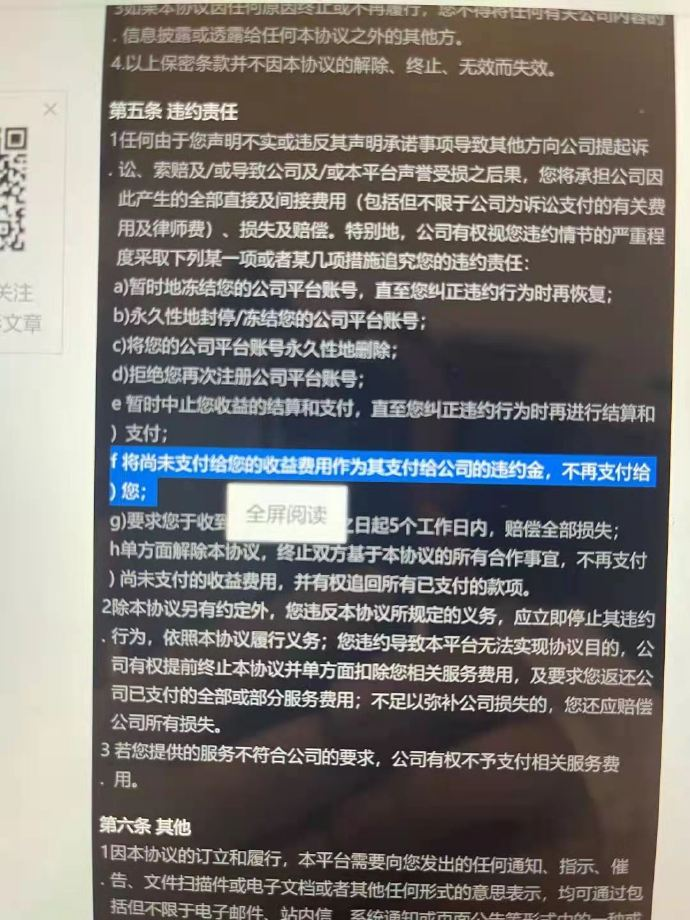 3如果本协议因任何原因终止或不再履行，您不得将任何有关公司内容的
. 信息披露或透露给任何本协议之外的其他方。
4.以上保密条款并不因本协议的解除、终止、无效而失效。
第五条 违约责任
1任何由于您声明不实或违反其声明承诺事项导致其他方向公司提起诉
. 讼、索赔及/或导致公司及/或本平台声誉受损之后果，您将承担公司因
此产生的全部直接及间接费用（包括但不限于公司为诉讼支付的有关费
用及律师费）、损失及赔偿。特别地，公司有权视您违约情节的严重程
度采取下列某一项或者某几项措施追究您的违约责任：
a)暂时地冻结您的公司平台账号，直至您纠正违约行为时再恢复；
b)永久性地封停/冻结您的公司平台账号；
c)将您的公司平台账号永久性地删除；
d)拒绝您再次注册公司平台账号；
e 暂时中止您收益的结算和支付，直至您纠正违约行为时再进行结算和
) 支付；
f 将尚未支付给您的收益费用作为其支付给公司的违约金，不再支付给
) 您；
全屏阅读
g)要求您于收到 之日起5个工作日内，赔偿全部损失；
h单方面解除本协议，终止双方基于本协议的所有合作事宜，不再支付
) 尚未支付的收益费用，并有权追回所有已支付的款项。
2除本协议另有约定外，您违反本协议所规定的义务，应立即停止其违约
. 行为，依照本协议履行义务；您违约导致本平台无法实现协议目的，公
司有权提前终止本协议并单方面扣除您相关服务费用，及要求您返还公
司已支付的全部或部分服务费用；不足以弥补公司损失的，您还应赔偿
公司所有损失。
3 若您提供的服务不符合公司的要求，公司有权不予支付相关服务费
. 用。
第六条 其他
1因本协议的订立和履行，本平台需要向您发出的任何通知、指示、催
. 告、文件扫描件或电子文档或者其他任何形式的意思表示，均可通过包
括但不限于电子邮件、站内信、系统通知或页面公告等形式中的一种或
关注
文章